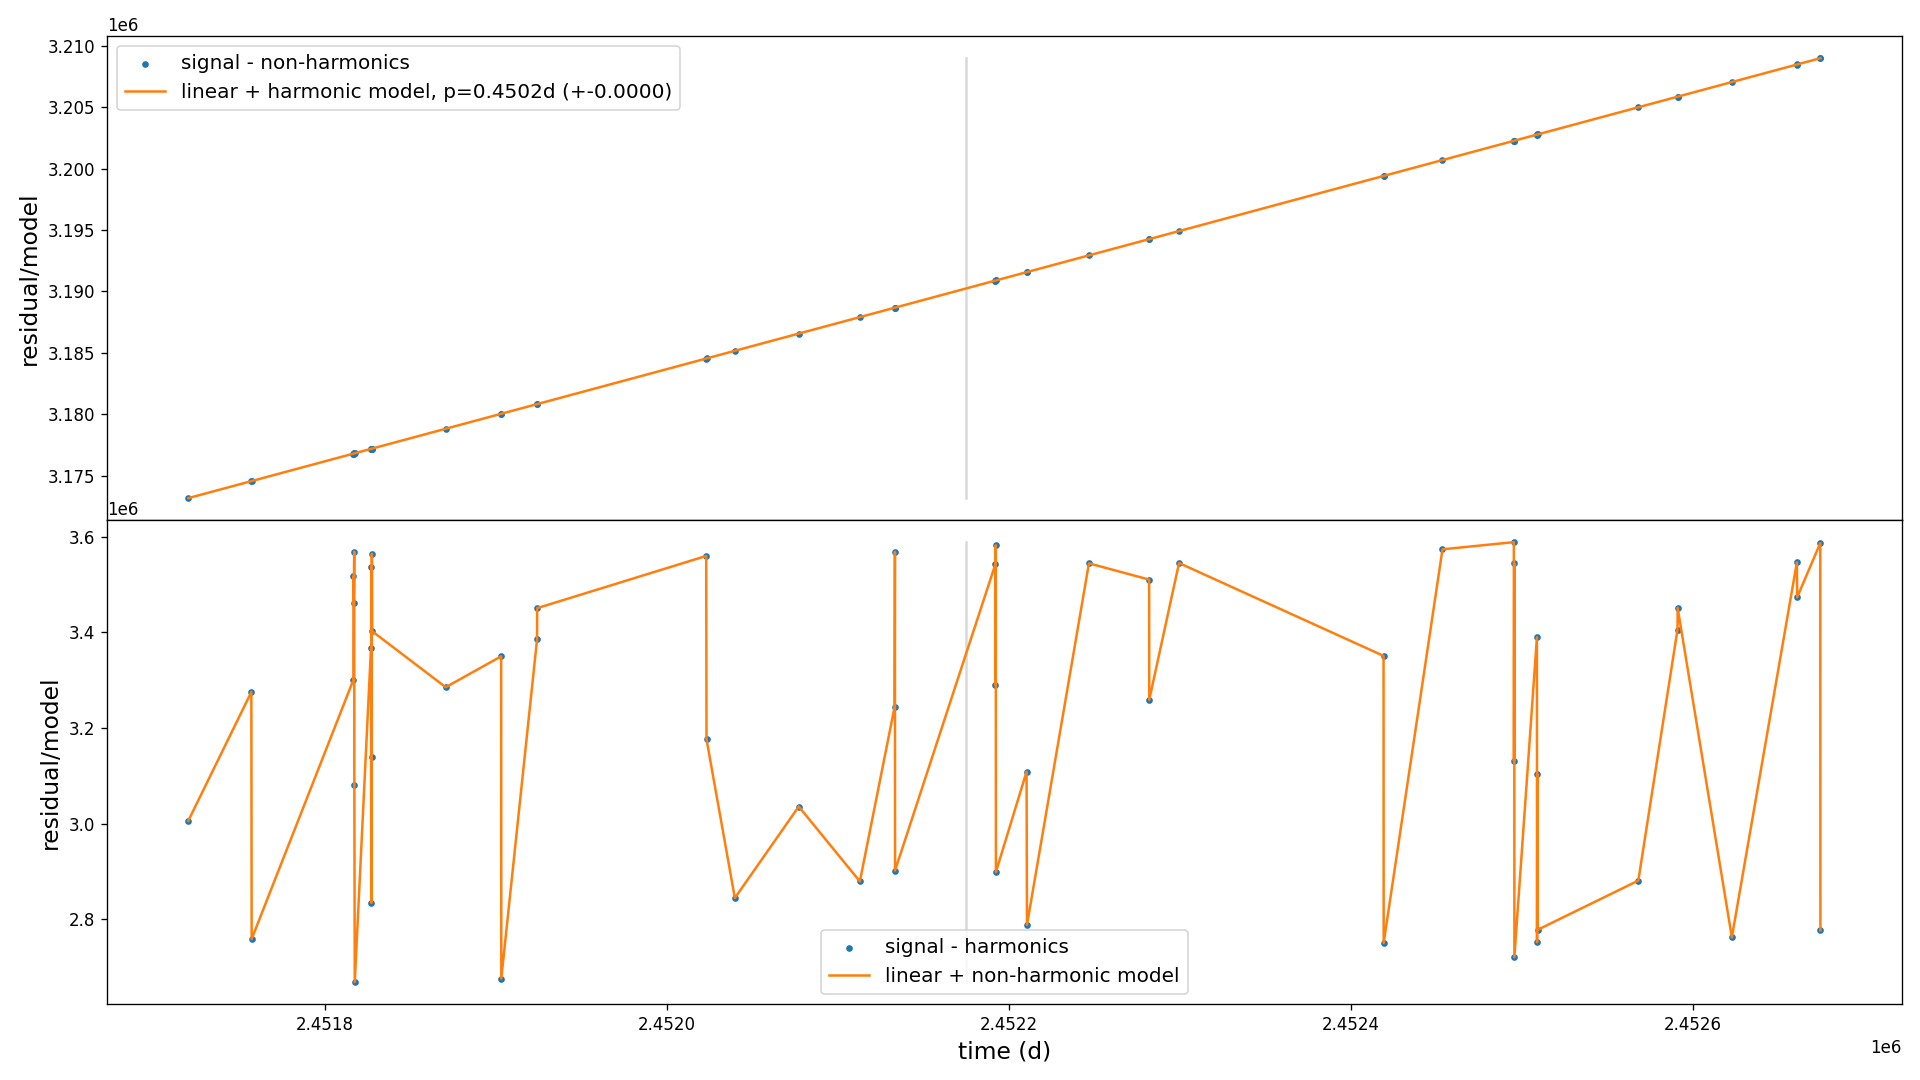 1e6
3.210
3.205
3.200
3.195
3.190
3.185
3.180
3.175
residual/model
signal - non-harmonics
linear + harmonic model, p=0.4502d (+-0.0000)
1e6
3.6
3.4
3.2
3.0
2.8
residual/model
signal - harmonics
linear + non-harmonic model
2.4518 2.4520 2.4522 2.4524 2.4526
time (d)
1e6